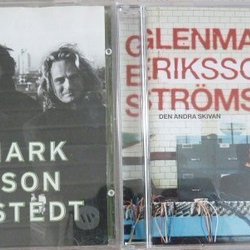 MARK
SON
STEDT
GLENMA
ERIKSSO
STRÖMS
DEN ANDRA SKIVAN